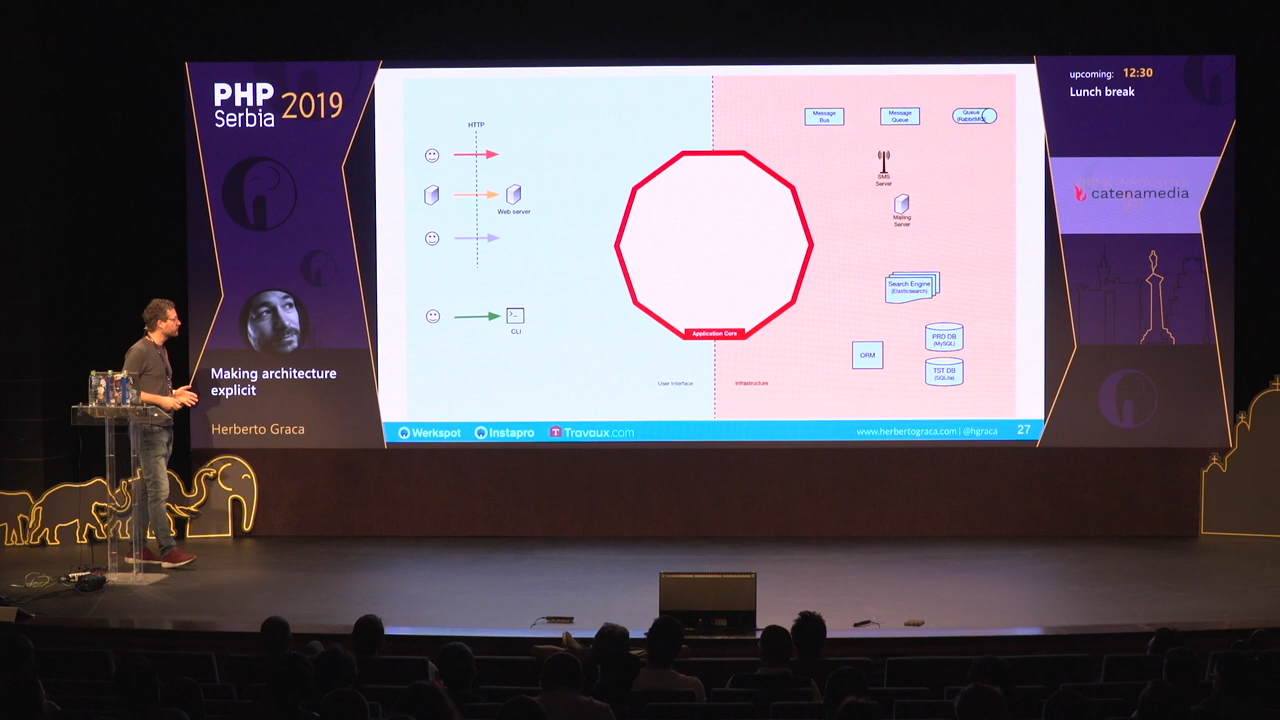 PHP
Serbia 2019
Making architecture
explicit
Herberto Graca
HTTP
Web server
CLI
User Interface
Application Core
Infrastructure
Message
Bus
Message
Queue
Queue
(RabbitMQ)
SMS
Server
Mailing
Server
Search Engine
(Elasticsearch)
ORM
PRD DB
(MySQL)
TST DB
(SQLite)
Werkspot
Instapro
Travaux.com
www.herbertograca.com | @hgraca
27
upcoming: 12:30
Lunch break
catenamedia